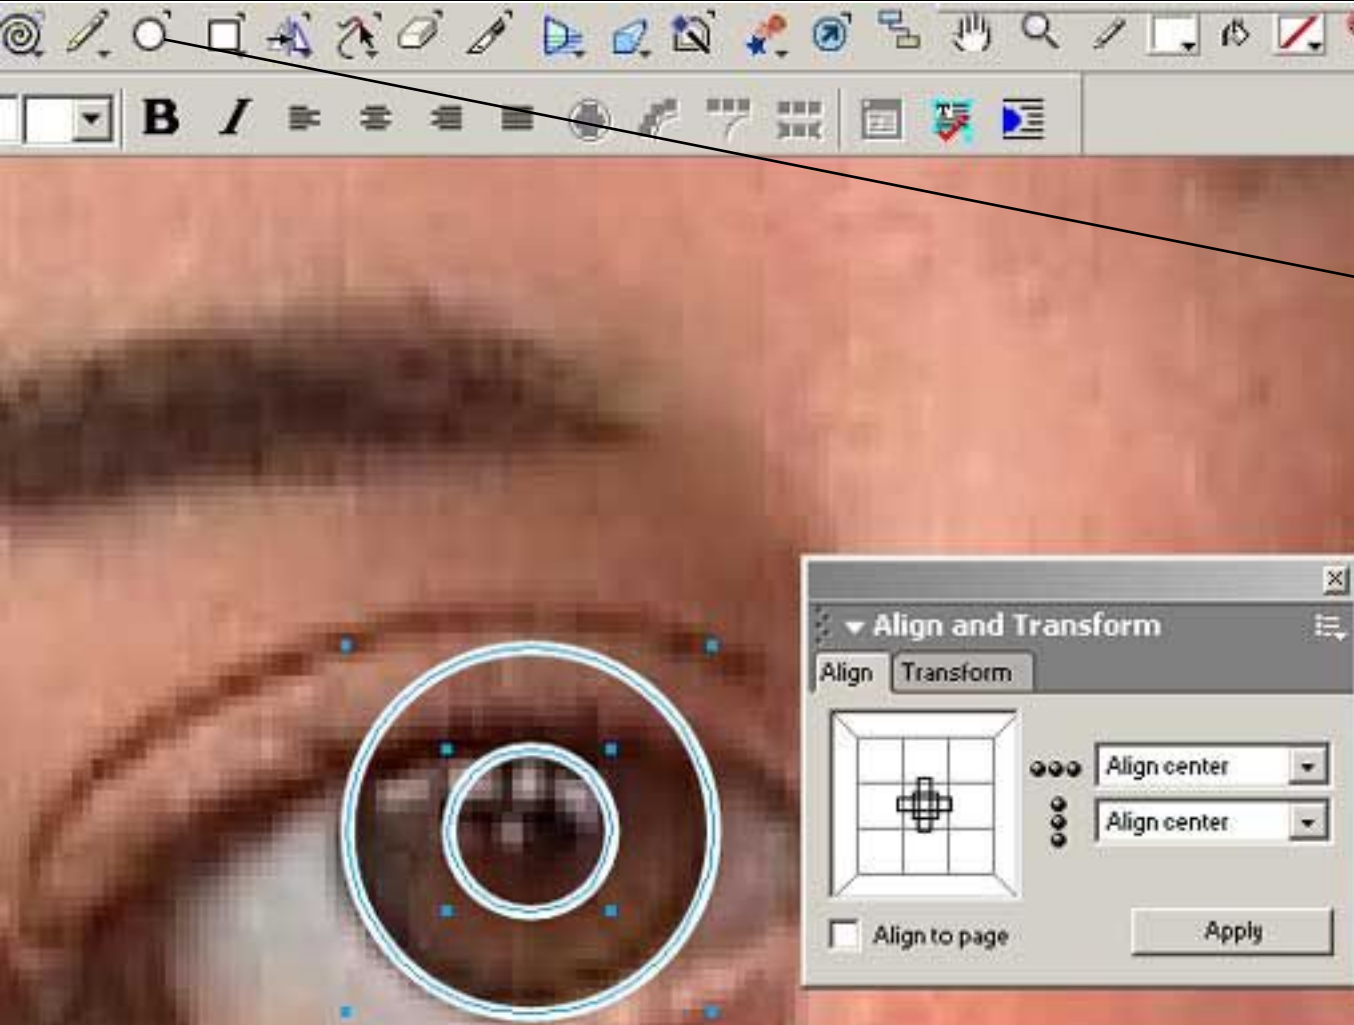 B I
Align and Transform
Align Transform
Align center
Align center
Align to page
Apply